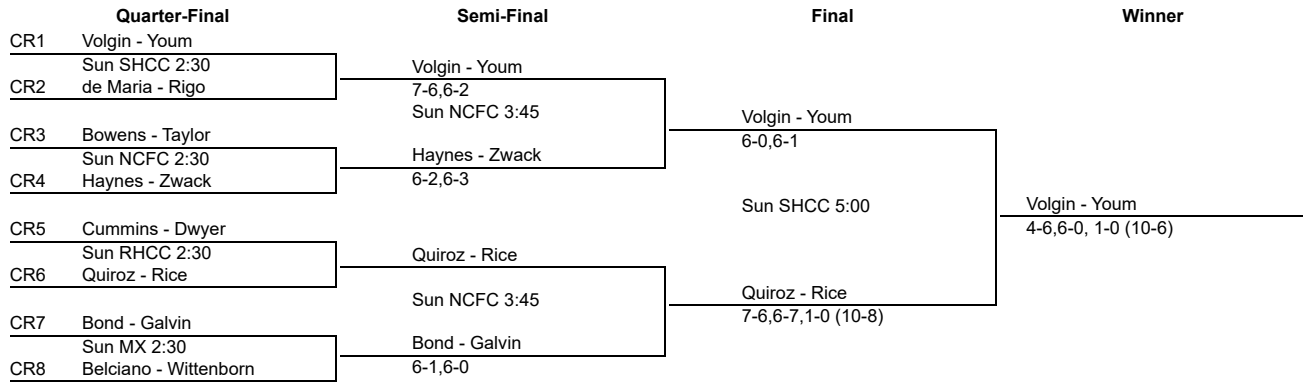 Quarter-Final Semi-Final Final Winner
CR1 Volgin - Youm
Sun SHCC 2:30
CR2 de Maria - Rigo
Volgin - Youm
7-6,6-2
Sun NCFC 3:45
CR3 Bowens - Taylor
Sun NCFC 2:30
CR4 Haynes - Zwack
Haynes - Zwack
6-2,6-3
Volgin - Youm
6-0,6-1
Sun SHCC 5:00
Volgin - Youm
4-6,6-0, 1-0 (10-6)
CR5 Cummins - Dwyer
Sun RHCC 2:30
CR6 Quiroz - Rice
Quiroz - Rice
Sun NCFC 3:45
Quiroz - Rice
7-6,6-7,1-0 (10-8)
CR7 Bond - Galvin
Sun MX 2:30
CR8 Belciano - Wittenborn
Bond - Galvin
6-1,6-0